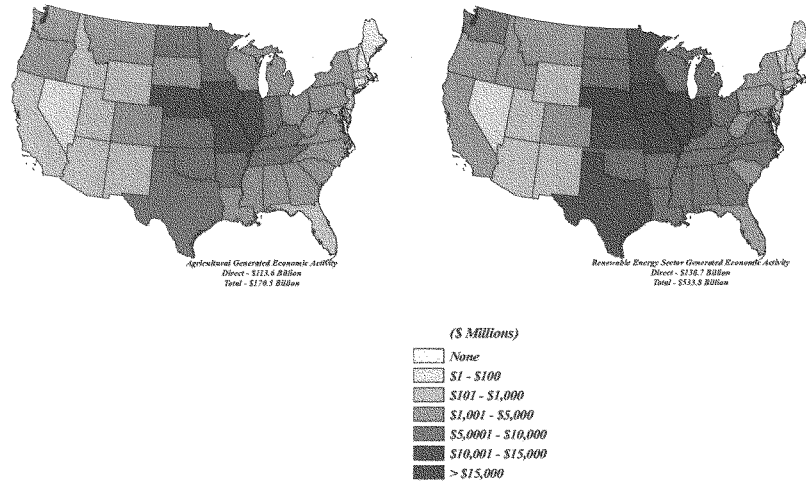 Agricultural Generated Economic Activity
Direct - $113.6 Billion
Total - $170.5 Billion
Renewable Energy Sector Generated Economic Activity
Direct - $138.7 Billion
Total - $533.8 Billion
($ Millions)
None
$1 - $100
$101 - $1,000
$1,001 - $5,000
$5,0001 - $10,000
$10,001 - $15,000
> $15,000